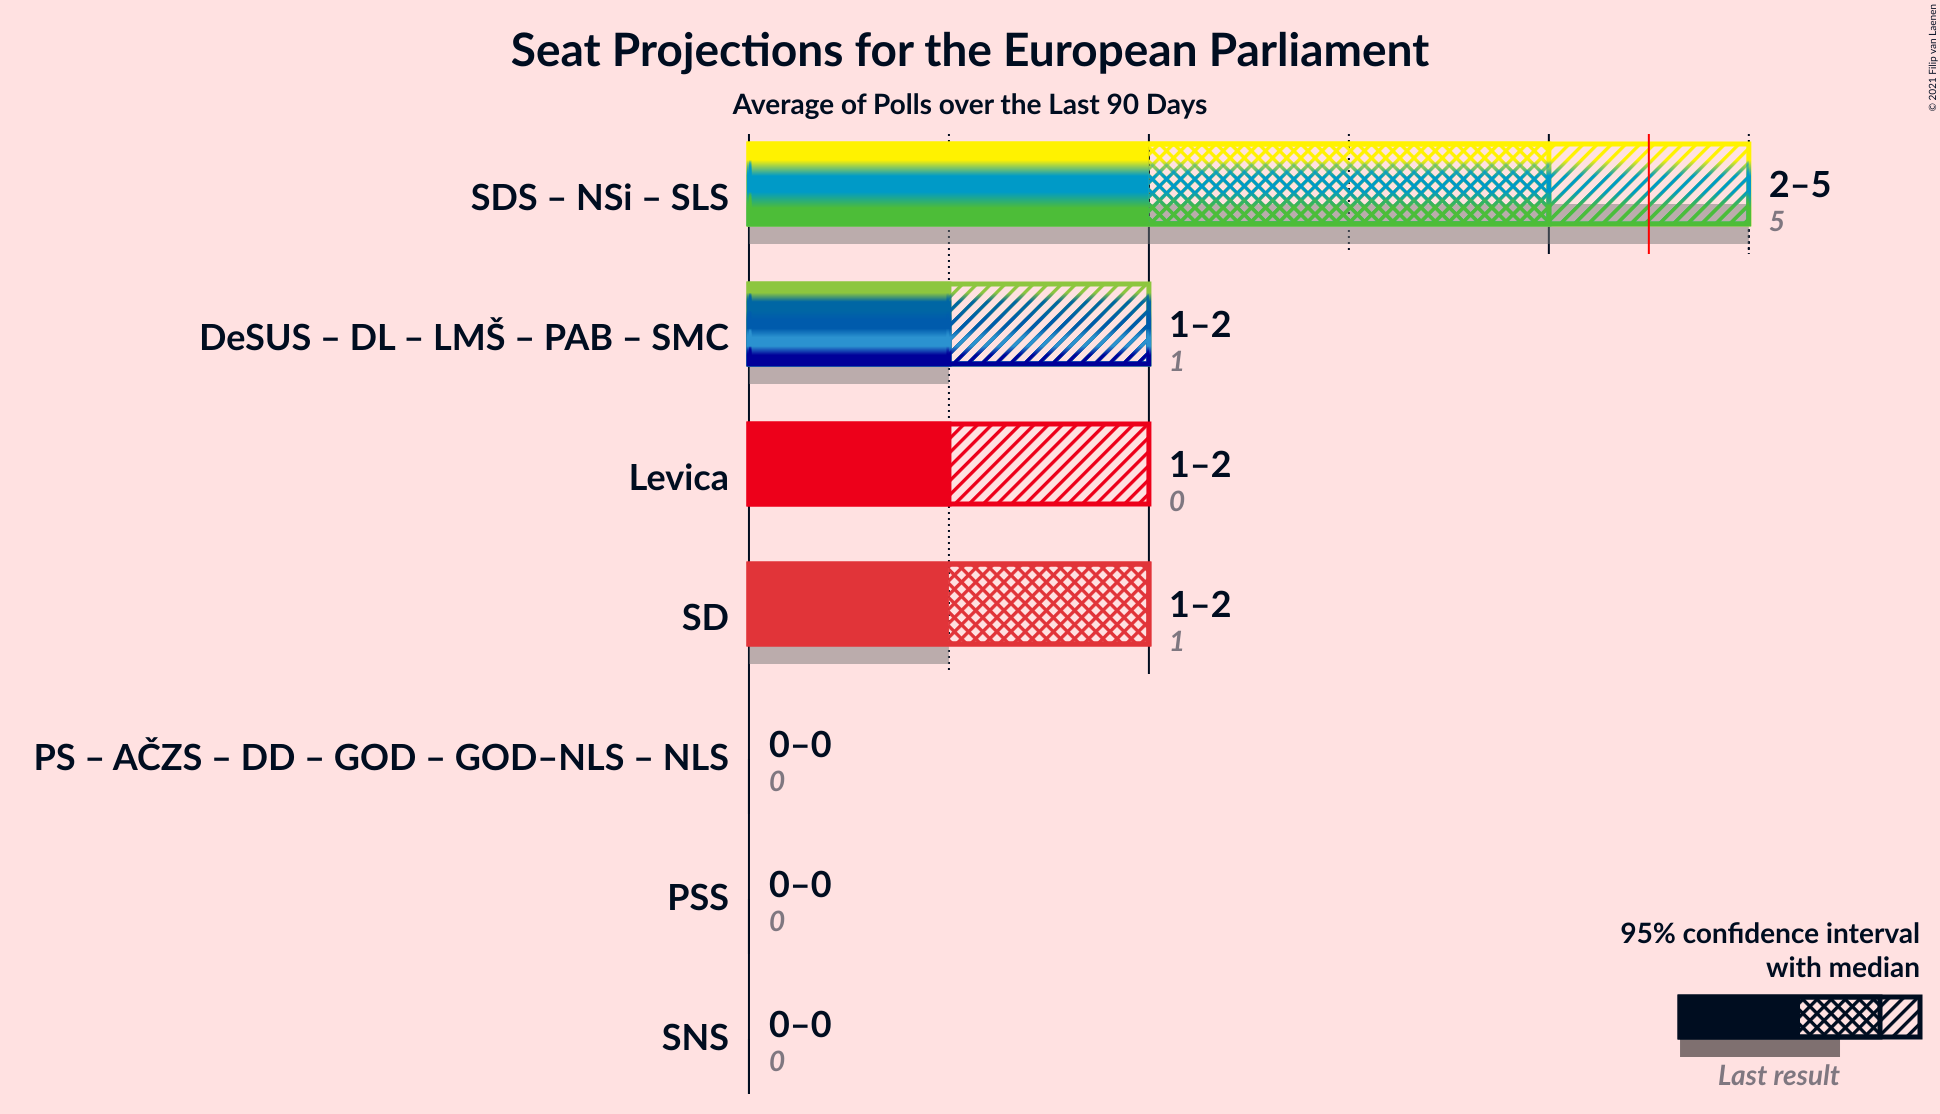 Seat Projections for the European Parliament
Average of Polls over the Last 90 Days
© 2021 Filip van Laenen
SDS – NSi – SLS
2–5
5
DeSUS – DL – LMŠ – PAB – SMC
1–2
1
Levica
1–2
0
SD
1–2
1
PS – AČZS – DD – GOD – GOD–NLS – NLS
0–0
0
PSS
0–0
0
SNS
0–0
0
95% confidence interval
with median
Last result